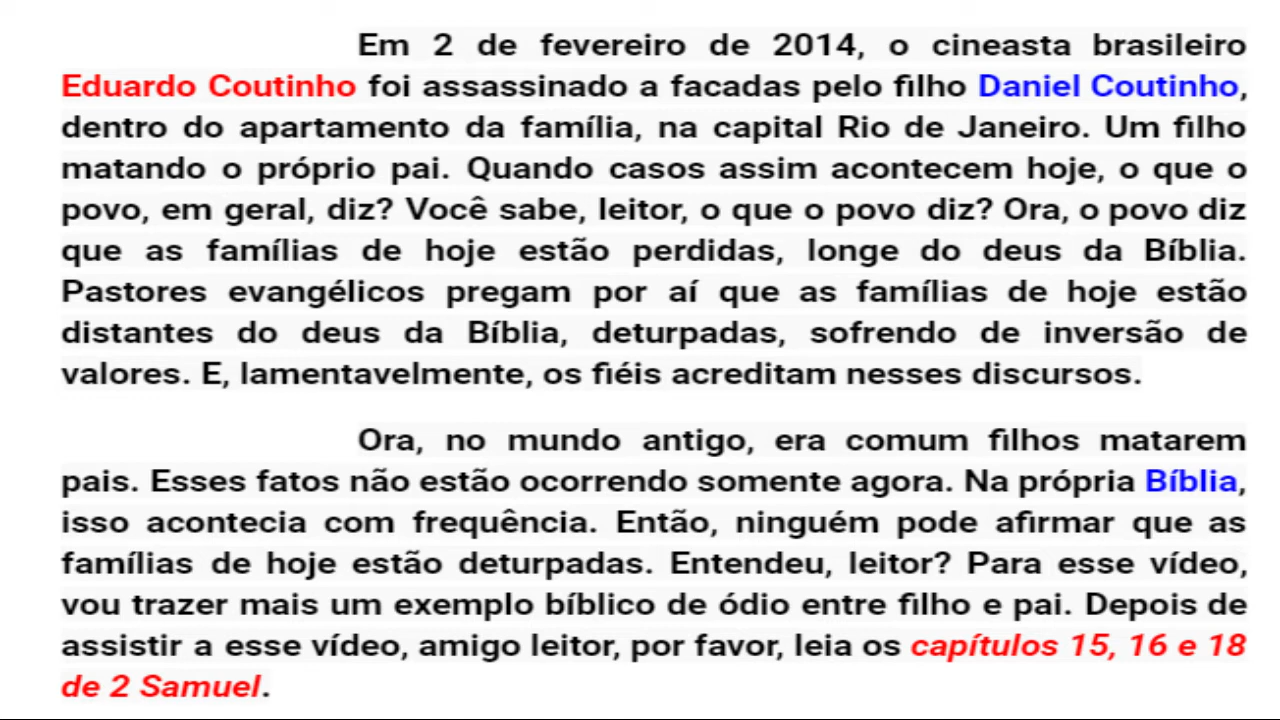 Em 2 de fevereiro de 2014, o cineasta brasileiro
Eduardo Coutinho foi assassinado a facadas pelo filho Daniel Coutinho,
dentro do apartamento da família, na capital Rio de Janeiro. Um filho
matando o próprio pai. Quando casos assim acontecem hoje, o que o
povo, em geral, diz? Você sabe, leitor, o que o povo diz? Ora, o povo diz
que as famílias de hoje estão perdidas, longe do deus da Bíblia.
Pastores evangélicos pregam por aí que as famílias de hoje estão
distantes do deus da Bíblia, deturpadas, sofrendo de inversão de
valores. E, lamentavelmente, os fiéis acreditam nesses discursos.
Ora, no mundo antigo, era comum filhos matarem
pais. Esses fatos não estão ocorrendo somente agora. Na própria Bíblia,
isso acontecia com frequência. Então, ninguém pode afirmar que as
famílias de hoje estão deturpadas. Entendeu, leitor? Para esse vídeo,
vou trazer mais um exemplo bíblico de ódio entre filho e pai. Depois de
assistir a esse vídeo, amigo leitor, por favor, leia os capítulos 15, 16 e 18
de 2 Samuel.